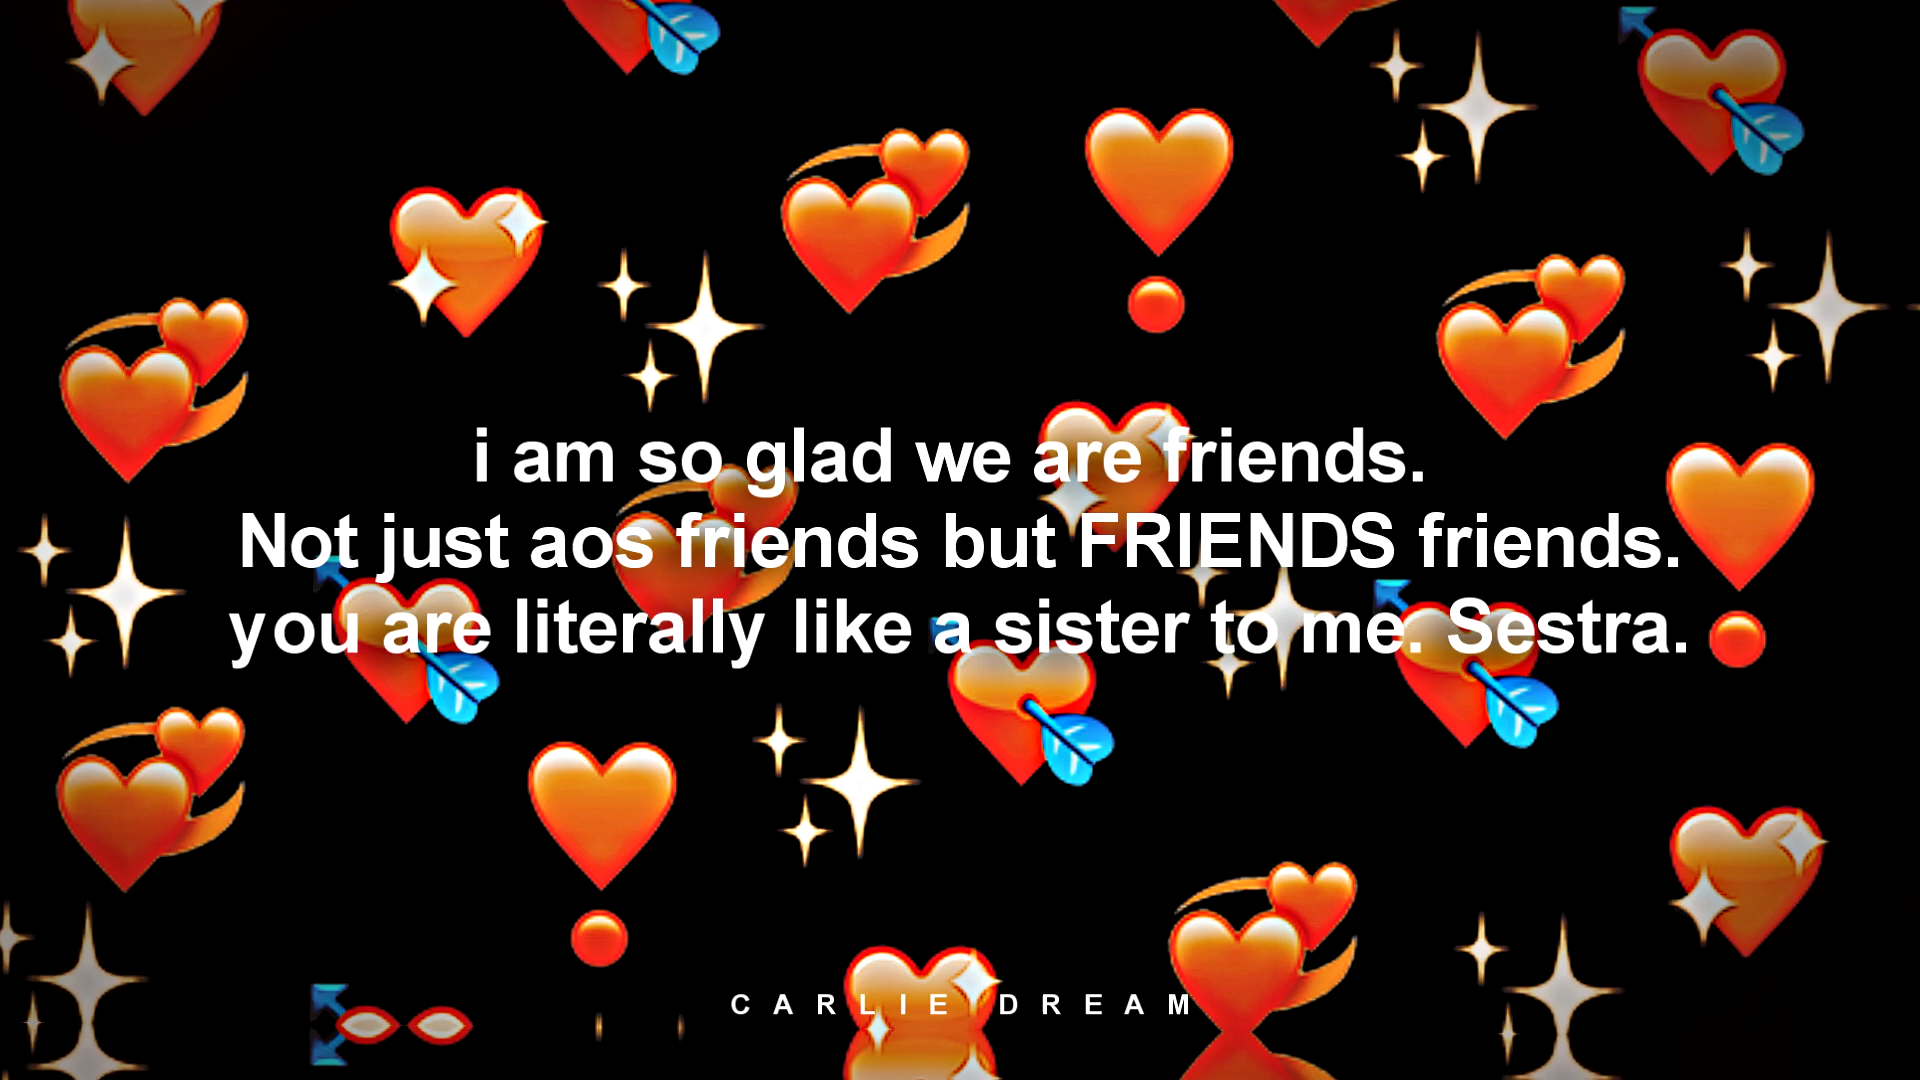 i am so glad we are friends.
Not just aos friends but FRIENDS friends.
you are literally like a sister to me. Sestra.
CARLIE DREAM